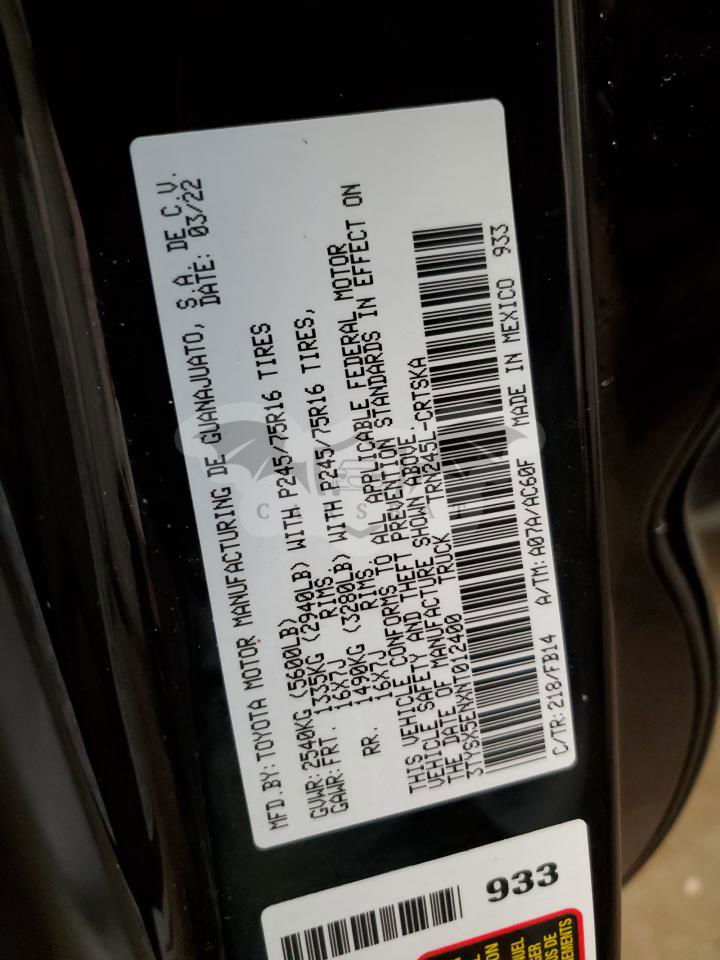 MFD.BY:TOYOTA MOTOR MANUFACTURING DE GUANAJUATO, S.A. DE C.V.
DATE: 03/22
GVWR:2540KG (5600LB)
GAWR:FRT. 1335KG (2940LB) WITH P245/75R16 TIRES
16X7J RIMS.
RR. 1490KG (3280LB) WITH P245/75R16 TIRES,
16X7J RIMS.
THIS VEHICLE CONFORMS TO ALL APPLICABLE FEDERAL MOTOR
VEHICLE SAFETY AND THEFT PREVENTION STANDARDS IN EFFECT ON
THE DATE OF MANUFACTURE SHOWN ABOVE.
3TYSX5ENXNT012400 TRUCK TRN245L-CRTSKA
C/TR:218/FB14 A/TM:A07A/AC60F MADE IN MEXICO 933
933